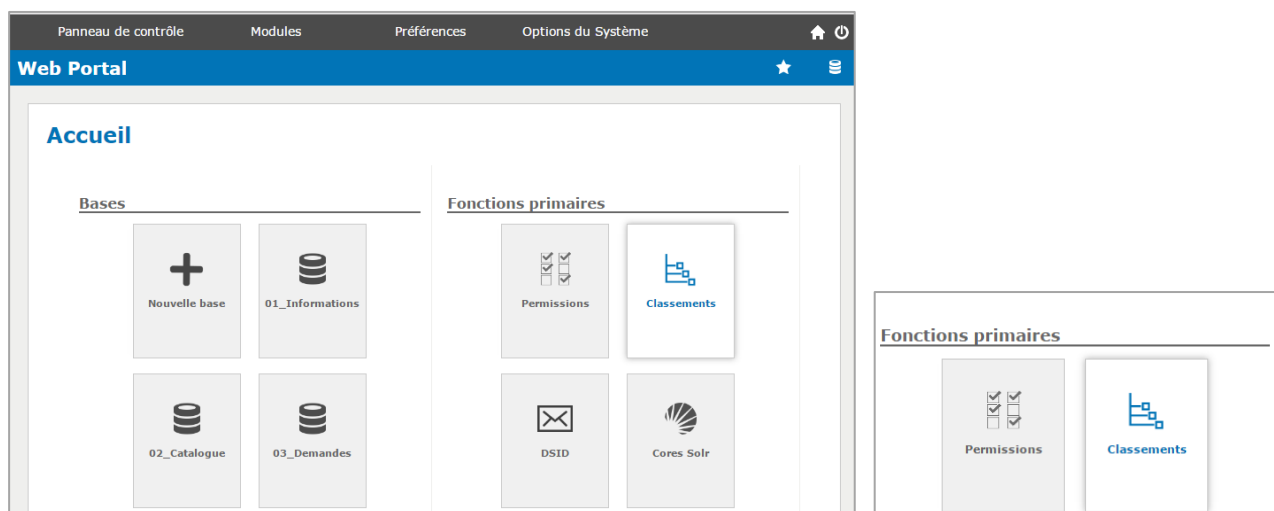 Panneau de contrôle Modules Préférences Options du Système
Web Portal
Accueil
Bases
Nouvelle base 01_Informations
02_Catalogue 03_Demandes
Fonctions primaires
Permissions Classements
DSID Cores Solr
Fonctions primaires
Permissions Classements